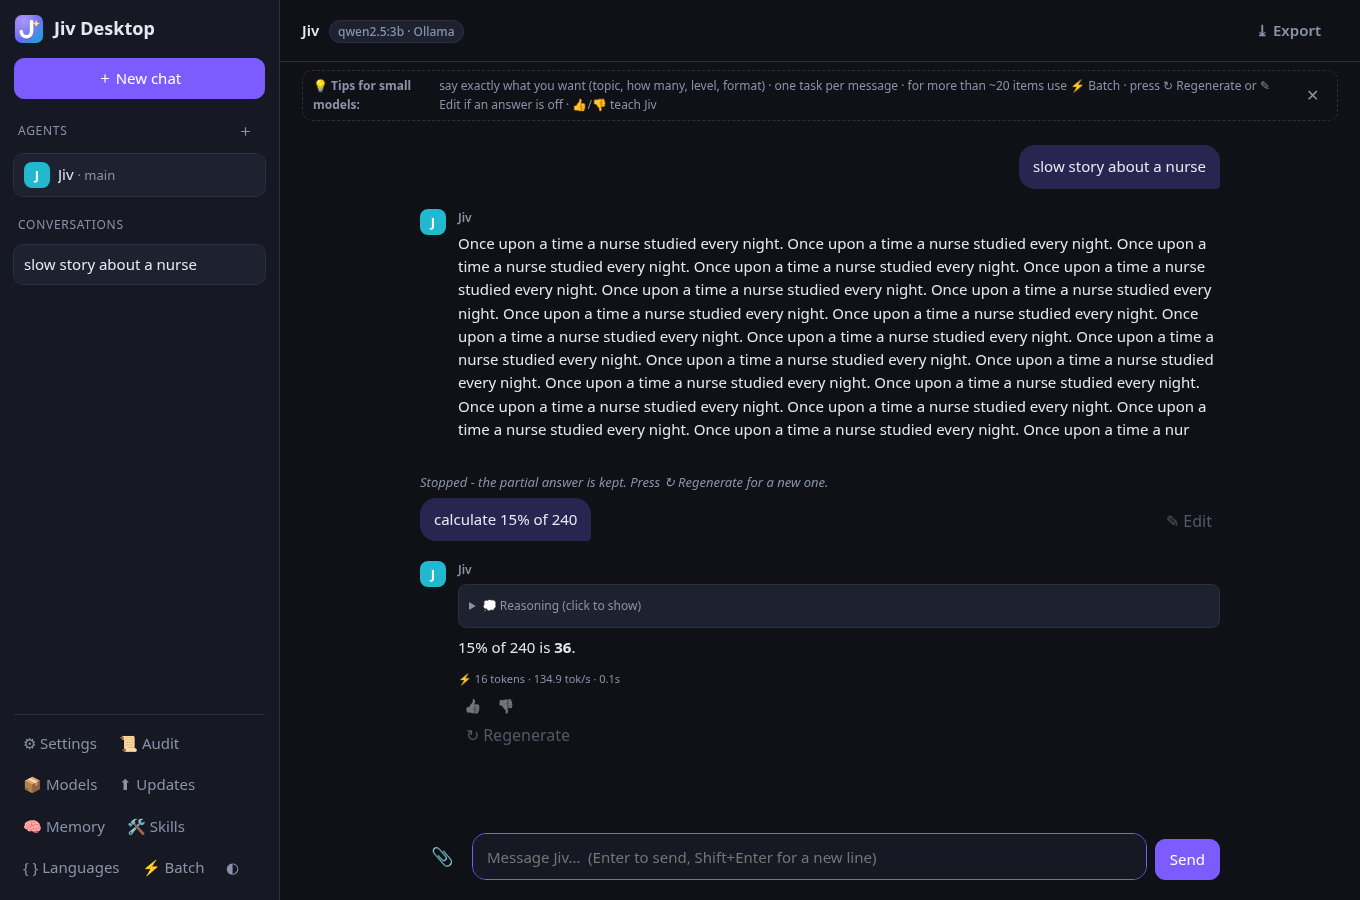 Jiv Desktop
+ New chat
AGENTS +
J Jiv · main
CONVERSATIONS
slow story about a nurse
⚙ Settings 📜 Audit
📦 Models ⬆ Updates
🧠 Memory 🛠️ Skills
{ } Languages ⚡ Batch ◐
Jiv qwen2.5:3b · Ollama ⤓ Export
💡 Tips for small models:
say exactly what you want (topic, how many, level, format) · one task per message · for more than ~20 items use ⚡ Batch · press ↻ Regenerate or ✎
Edit if an answer is off · 👍/👎 teach Jiv
✕
slow story about a nurse
J Jiv
Once upon a time a nurse studied every night. Once upon a time a nurse studied every night. Once upon a
time a nurse studied every night. Once upon a time a nurse studied every night. Once upon a time a nurse
studied every night. Once upon a time a nurse studied every night. Once upon a time a nurse studied every
night. Once upon a time a nurse studied every night. Once upon a time a nurse studied every night. Once
upon a time a nurse studied every night. Once upon a time a nurse studied every night. Once upon a time a
nurse studied every night. Once upon a time a nurse studied every night. Once upon a time a nurse studied
every night. Once upon a time a nurse studied every night. Once upon a time a nurse studied every night.
Once upon a time a nurse studied every night. Once upon a time a nurse studied every night. Once upon a
time a nurse studied every night. Once upon a time a nurse studied every night. Once upon a time a nur
Stopped - the partial answer is kept. Press ↻ Regenerate for a new one.
calculate 15% of 240
✎ Edit
J Jiv
▶ 💭 Reasoning (click to show)
15% of 240 is 36.
⚡ 16 tokens · 134.9 tok/s · 0.1s
👍 👎
↻ Regenerate
📎 Message Jiv… (Enter to send, Shift+Enter for a new line) Send